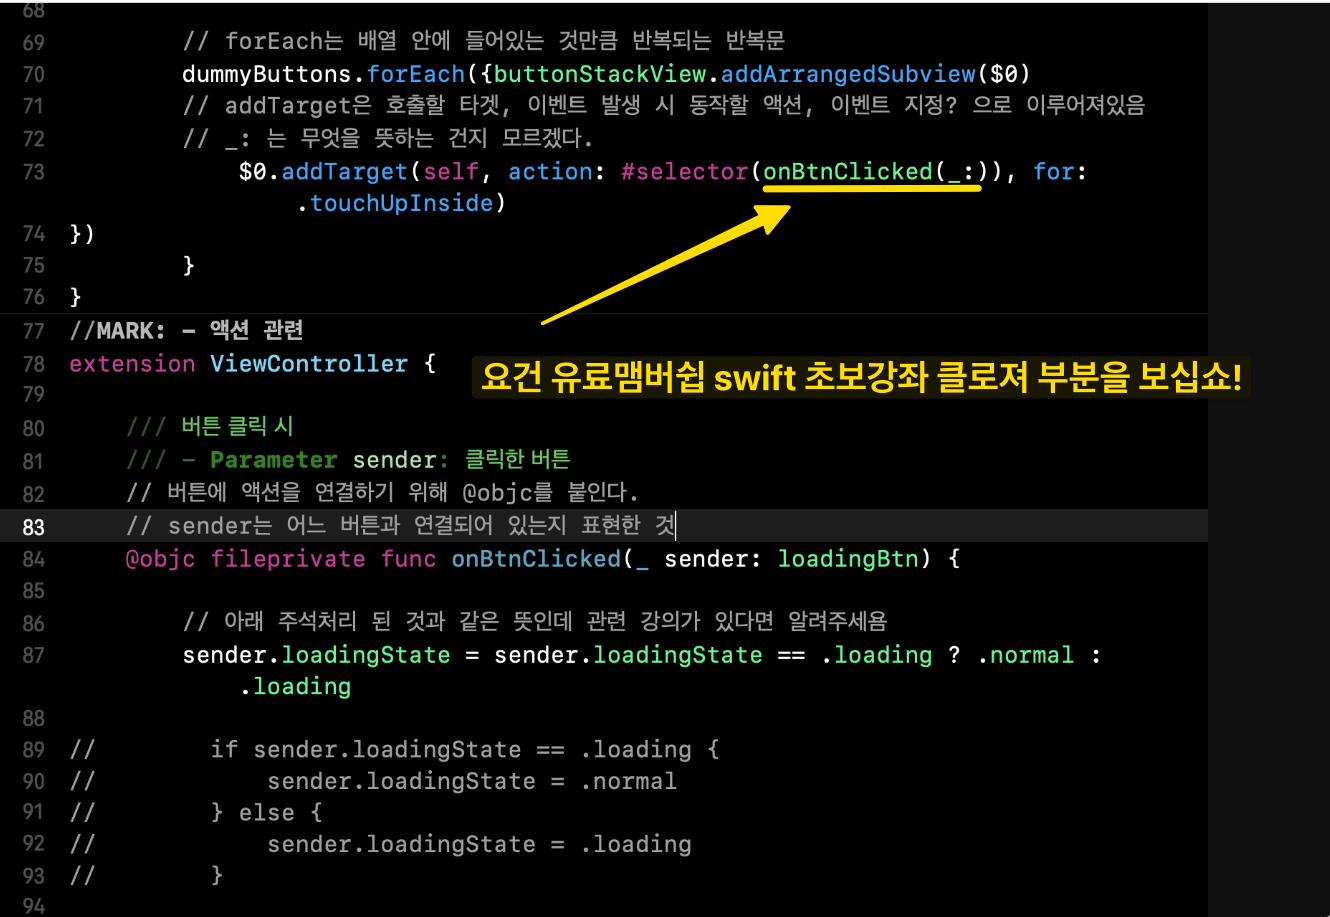 68
69 // forEach는 배열 안에 들어있는 것만큼 반복되는 반복문
70 dummyButtons.forEach({buttonStackView.addArrangedSubview($0)
71 // addTarget은 호출할 타겟, 이벤트 발생 시 동작할 액션, 이벤트 지정? 으로 이루어져있음
72 // _: 는 무엇을 뜻하는 건지 모르겠다.
73 $0.addTarget(self, action: #selector(onBtnClicked(_:)), for:
.touchUpInside)
74 })
75 }
76 }
77 //MARK: - 액션 관련
78 extension ViewController {
요건 유료맴버쉽 swift 초보강좌 클로져 부분을 보십쇼!
79
80 /// 버튼 클릭 시
81 /// - Parameter sender: 클릭한 버튼
82 // 버튼에 액션을 연결하기 위해 @objc를 붙인다.
83 // sender는 어느 버튼과 연결되어 있는지 표현한 것
84 @objc fileprivate func onBtnClicked(_ sender: loadingBtn) {
85
86 // 아래 주석처리 된 것과 같은 뜻인데 관련 강의가 있다면 알려주세욤
87 sender.loadingState = sender.loadingState == .loading ? .normal :
.loading
88
89 // if sender.loadingState == .loading {
90 // sender.loadingState = .normal
91 // } else {
92 // sender.loadingState = .loading
93 // }
94